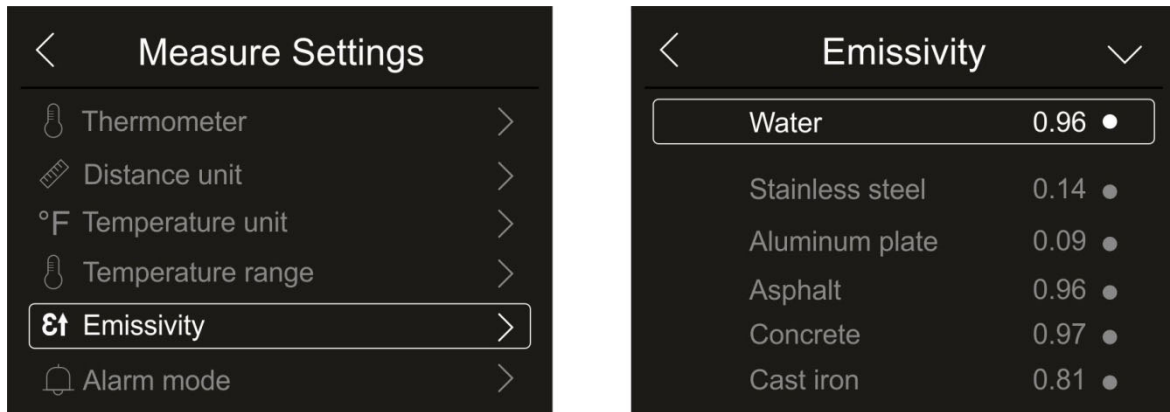 Measure Settings
Thermometer
Distance unit
°F Temperature unit
Temperature range
Ɛ↑ Emissivity
Alarm mode
Emissivity
Water 0.96
Stainless steel 0.14
Aluminum plate 0.09
Asphalt 0.96
Concrete 0.97
Cast iron 0.81